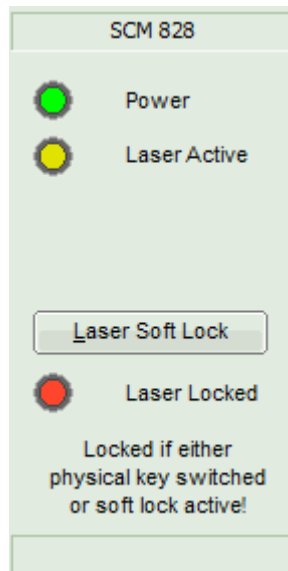 SCM 828
Power
Laser Active
Laser Soft Lock
Laser Locked
Locked if either
physical key switched
or soft lock active!